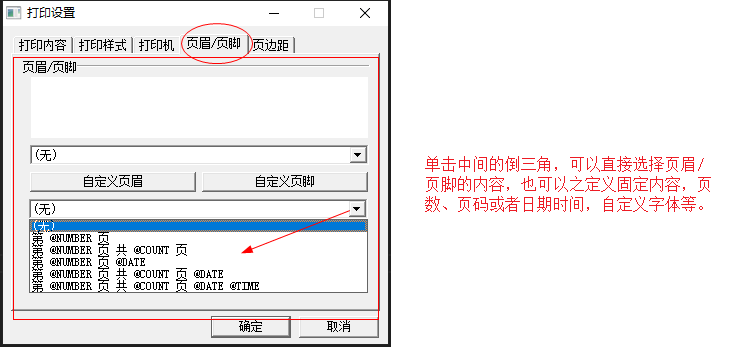 打印设置
打印内容 打印样式 打印机 页眉/页脚 页边距
页眉/页脚
(无)
自定义页眉 自定义页脚
(无)
(无)
第 @NUMBER 页
第 @NUMBER 页 共 @COUNT 页
第 @NUMBER 页 @DATE
第 @NUMBER 页 共 @COUNT 页 @DATE
第 @NUMBER 页 共 @COUNT 页 @DATE @TIME
确定 取消
单击中间的倒三角，可以直接选择页眉/
页脚的内容，也可以之定义固定内容，页
数、页码或者日期时间，自定义字体等。